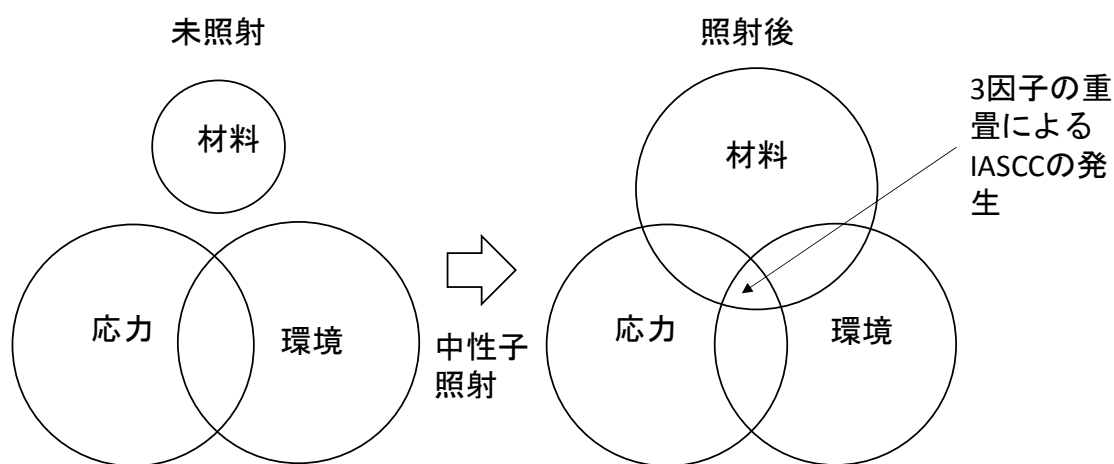 未照射
材料
応力
環境
中性子
照射
照射後
材料
応力
環境
3因子の重
畳による
IASCCの発
生